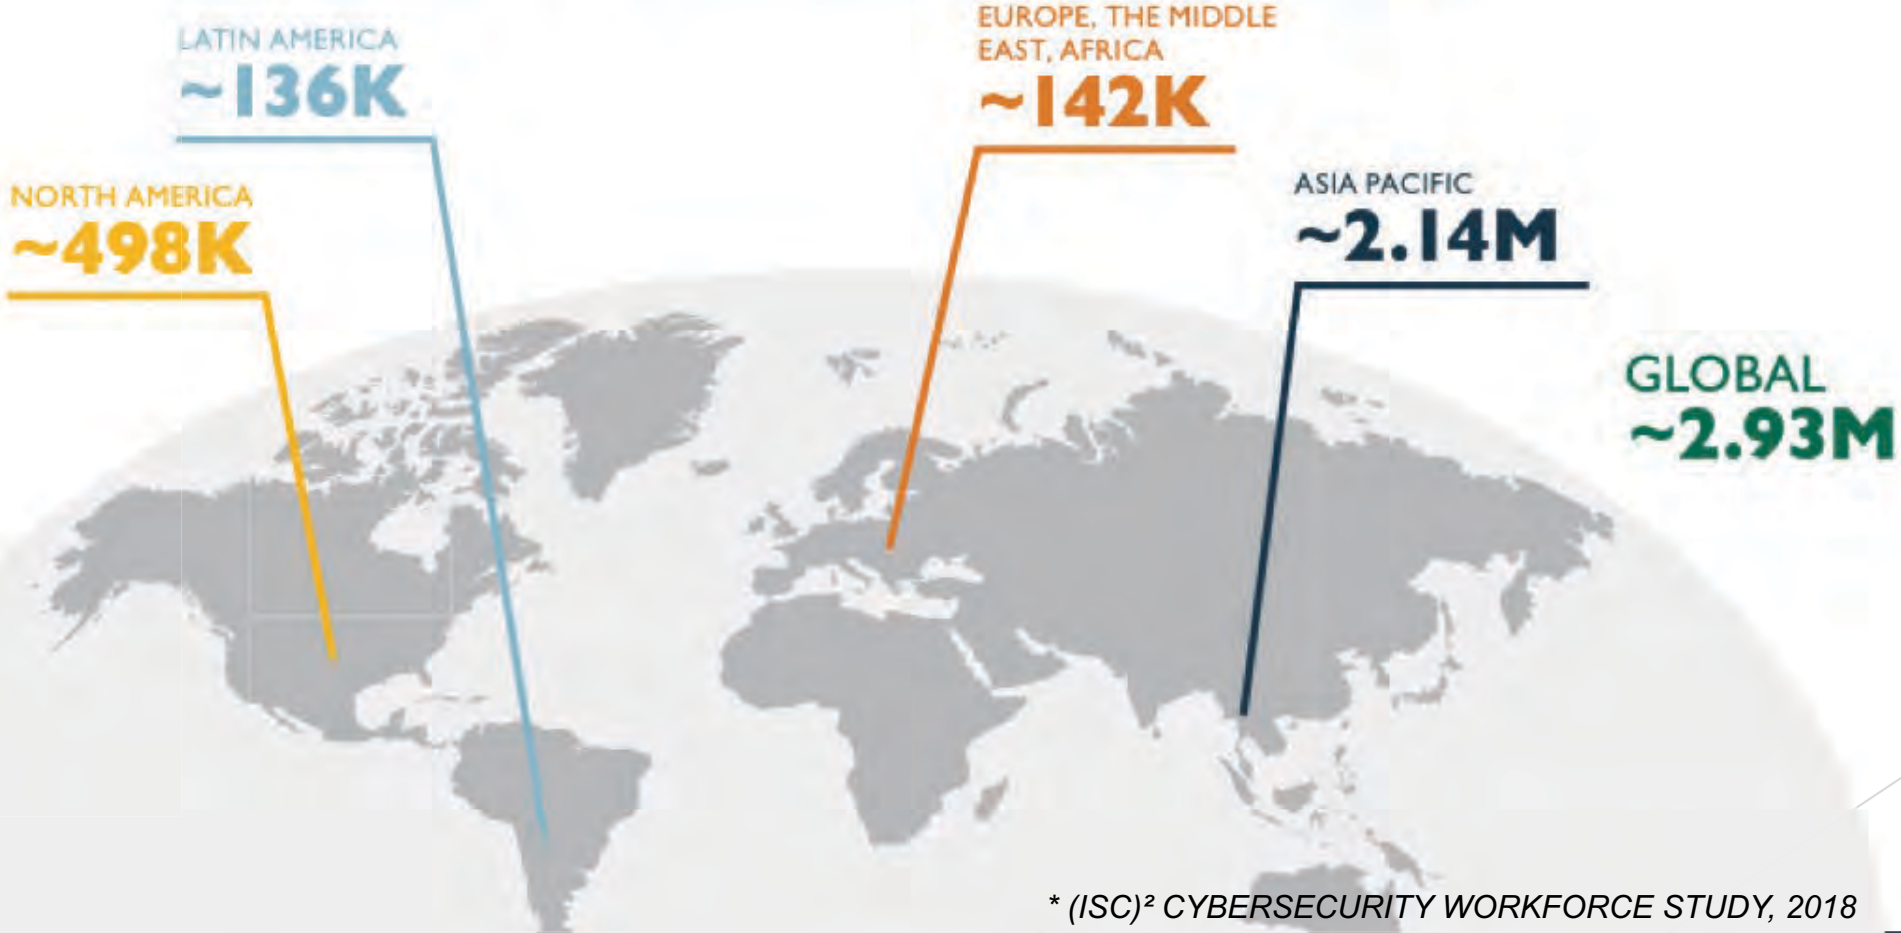 LATIN AMERICA
~136K
EUROPE, THE MIDDLE
EAST, AFRICA
~142K
NORTH AMERICA
~498K
ASIA PACIFIC
~2.14M
GLOBAL
~2.93M
* (ISC)² CYBERSECURITY WORKFORCE STUDY, 2018